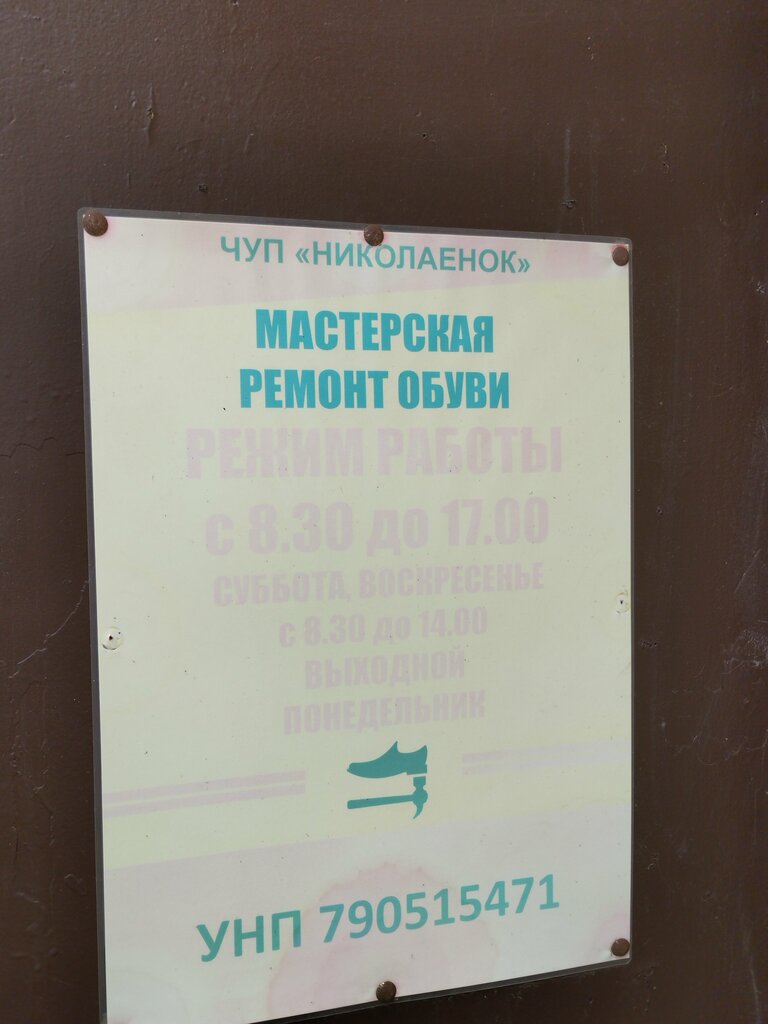 ЧУП «НИКОЛАЕНОК»
МАСТЕРСКАЯ
РЕМОНТ ОБУВИ
РЕЖИМ РАБОТЫ
с 8.30 до 17.00
СУББОТА, ВОСКРЕСЕНЬЕ
с 8.30 до 14.00
ВЫХОДНОЙ
ПОНЕДЕЛЬНИК
УНП 790515471